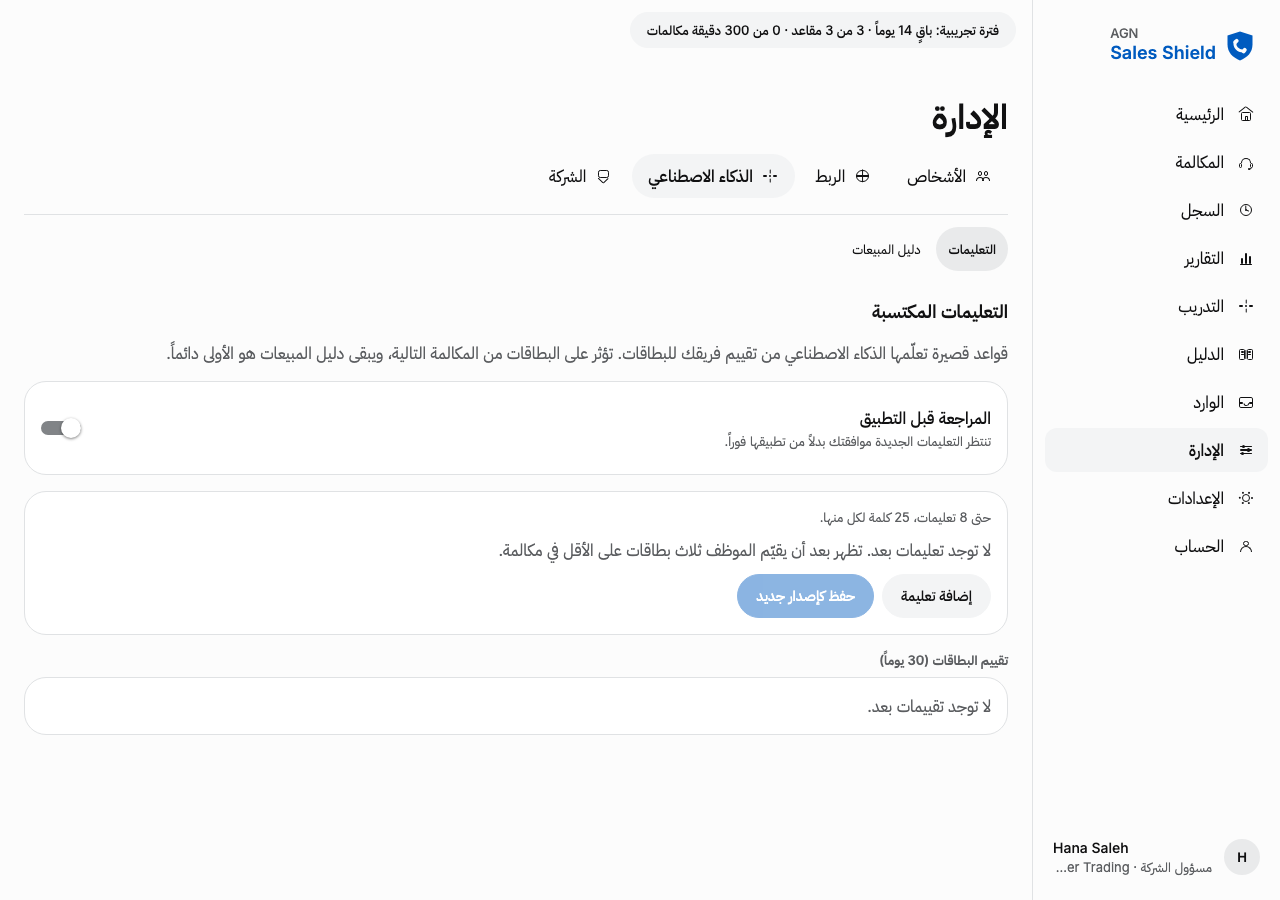 AGN
Sales Shield
الرئيسية
المكالمة
السجل
التقارير
التدريب
الدليل
الوارد
الإدارة
الإعدادات
الحساب
H
Hana Saleh
مسؤول الشركة · er Trading...
فترة تجريبية: باقٍ 14 يوماً · 3 من 3 مقاعد · 0 من 300 دقيقة مكالمات
الإدارة
الأشخاص
الربط
الذكاء الاصطناعي
الشركة
التعليمات
دليل المبيعات
التعليمات المكتسبة
قواعد قصيرة تعلّمها الذكاء الاصطناعي من تقييم فريقك للبطاقات. تؤثر على البطاقات من المكالمة التالية، ويبقى دليل المبيعات هو الأولى دائماً.
المراجعة قبل التطبيق
تنتظر التعليمات الجديدة موافقتك بدلاً من تطبيقها فوراً.
حتى 8 تعليمات، 25 كلمة لكل منها.
لا توجد تعليمات بعد. تظهر بعد أن يقيّم الموظف ثلاث بطاقات على الأقل في مكالمة.
إضافة تعليمة
حفظ كإصدار جديد
تقييم البطاقات (30 يوماً)
لا توجد تقييمات بعد.